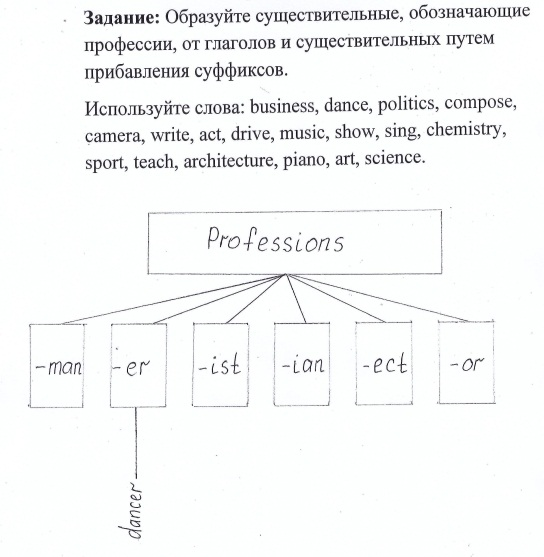 Задание: Образуйте существительные, обозначающие
профессии, от глаголов и существительных путем
прибавления суффиксов.
Используйте слова: business, dance, politics, compose,
camera, write, act, drive, music, show, sing, chemistry,
sport, teach, architecture, piano, art, science.
Professions
-man
-er
-ist
-ian
-ect
-or
dancer